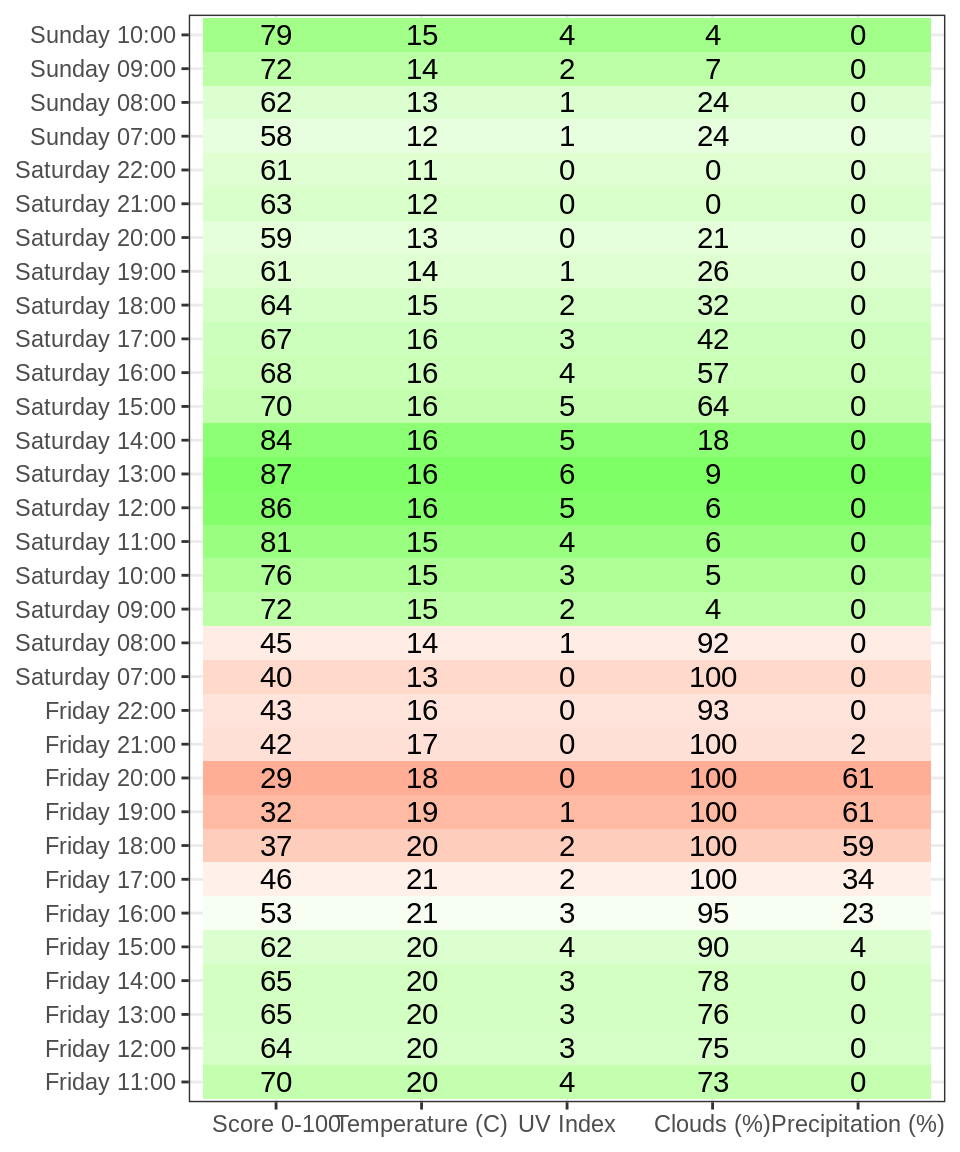 Sunday 10:00 79 15 4 4 0
Sunday 09:00 72 14 2 7 0
Sunday 08:00 62 13 1 24 0
Sunday 07:00 58 12 1 24 0
Saturday 22:00 61 11 0 0 0
Saturday 21:00 63 12 0 0 0
Saturday 20:00 59 13 0 21 0
Saturday 19:00 61 14 1 26 0
Saturday 18:00 64 15 2 32 0
Saturday 17:00 67 16 3 42 0
Saturday 16:00 68 16 4 57 0
Saturday 15:00 70 16 5 64 0
Saturday 14:00 84 16 5 18 0
Saturday 13:00 87 16 6 9 0
Saturday 12:00 86 16 5 6 0
Saturday 11:00 81 15 4 6 0
Saturday 10:00 76 15 3 5 0
Saturday 09:00 72 15 2 4 0
Saturday 08:00 45 14 1 92 0
Saturday 07:00 40 13 0 100 0
Friday 22:00 43 16 0 93 0
Friday 21:00 42 17 0 100 2
Friday 20:00 29 18 0 100 61
Friday 19:00 32 19 1 100 61
Friday 18:00 37 20 2 100 59
Friday 17:00 46 21 2 100 34
Friday 16:00 53 21 3 95 23
Friday 15:00 62 20 4 90 4
Friday 14:00 65 20 3 78 0
Friday 13:00 65 20 3 76 0
Friday 12:00 64 20 3 75 0
Friday 11:00 70 20 4 73 0
Score 0-100 Temperature (C) UV Index Clouds (%) Precipitation (%)